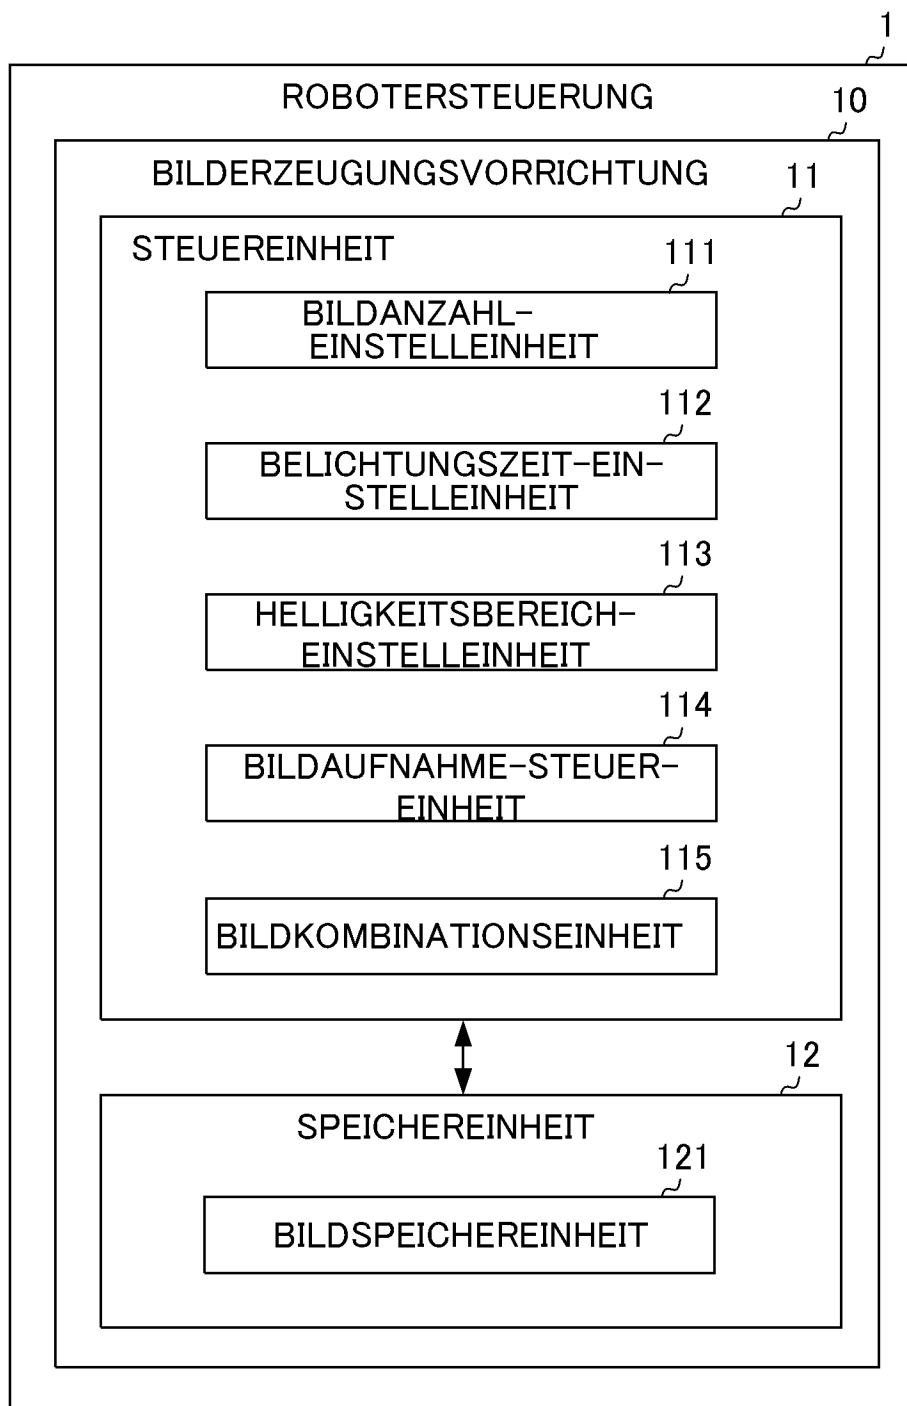 1
ROBOTERSTEUERUNG
10
BILDERZEUGUNGSVORRICHTUNG
11
STEUEREINHEIT
111
BILDANZAHL-
EINSTELLEINHEIT
112
BELICHTUNGSZEIT-EIN-
STELLEINHEIT
113
HELLIGKEITSBEREICH-
EINSTELLEINHEIT
114
BILDAUFNAHME-STEUER-
EINHEIT
115
BILDKOMBINATIONSEINHEIT
12
SPEICHEREINHEIT
121
BILDSPEICHEREINHEIT